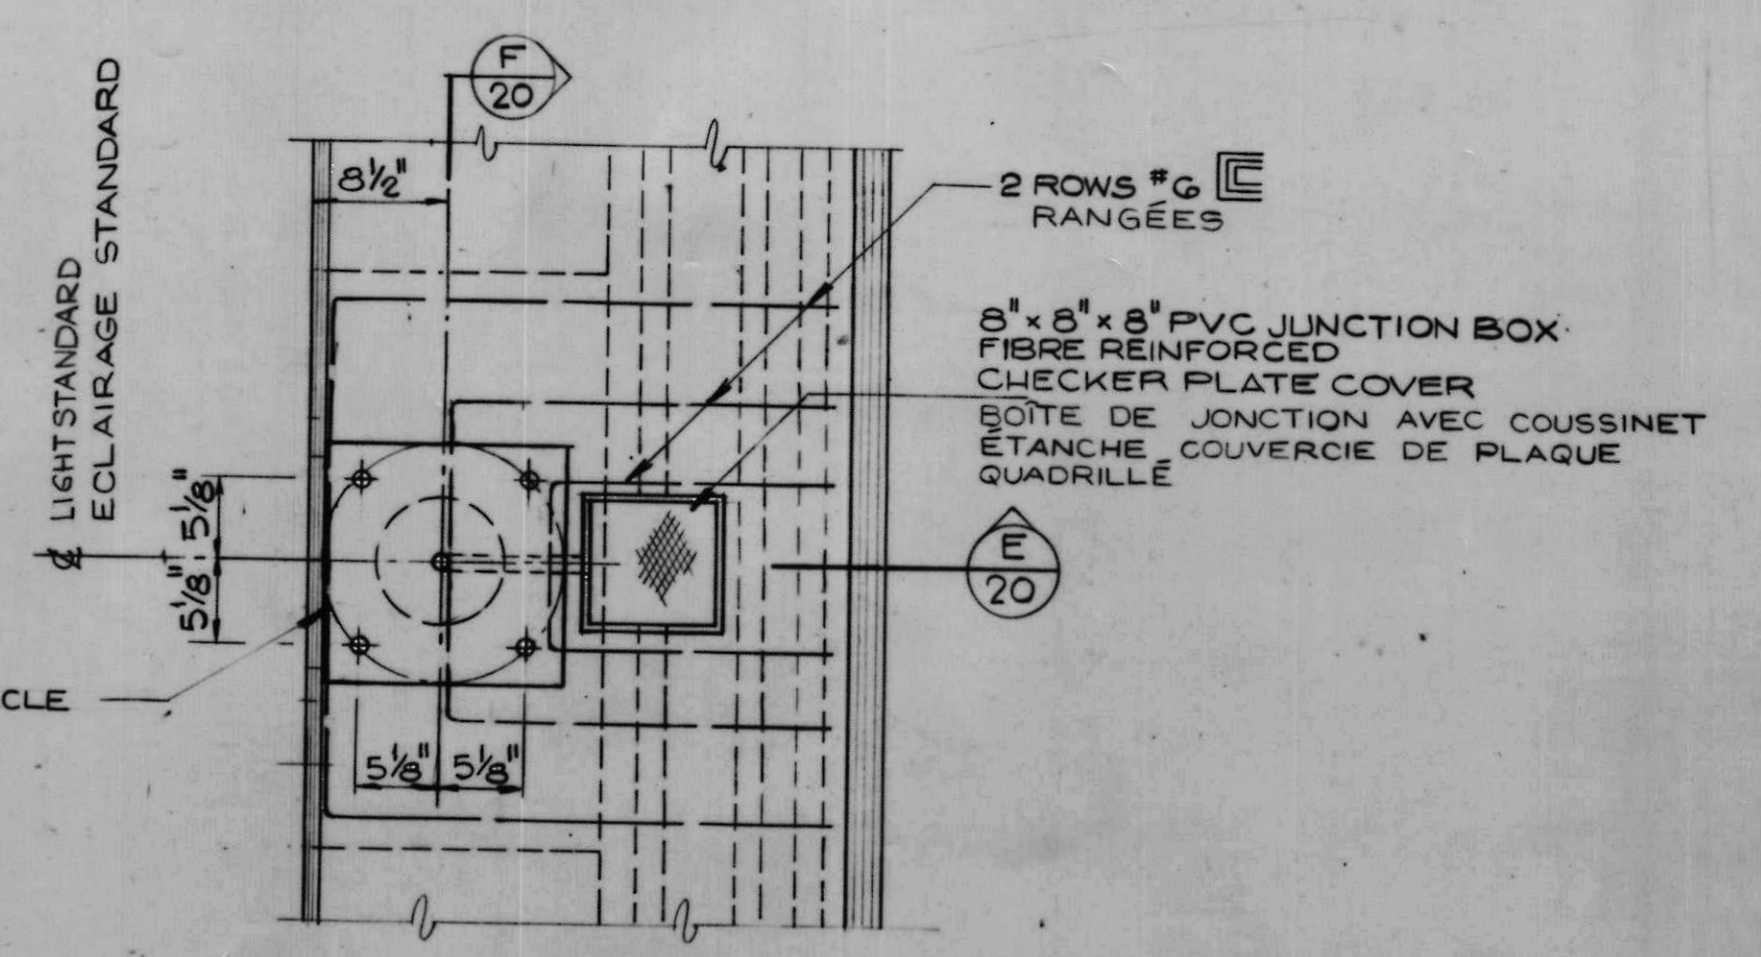 F
20
8½"
LIGHTSTANDARD
ECLAIRAGE STANDARD
2 ROWS #6
RANGÉES
8" x 8" x 8" PVC JUNCTION BOX
FIBRE REINFORCED
CHECKER PLATE COVER
BOÎTE DE JONCTION AVEC COUSSINET
ÉTANCHE COUVERCIE DE PLAQUE
QUADRILLÉ
5⅛"
5⅛"
℄
E
20
CLE
5⅛" 5⅛"